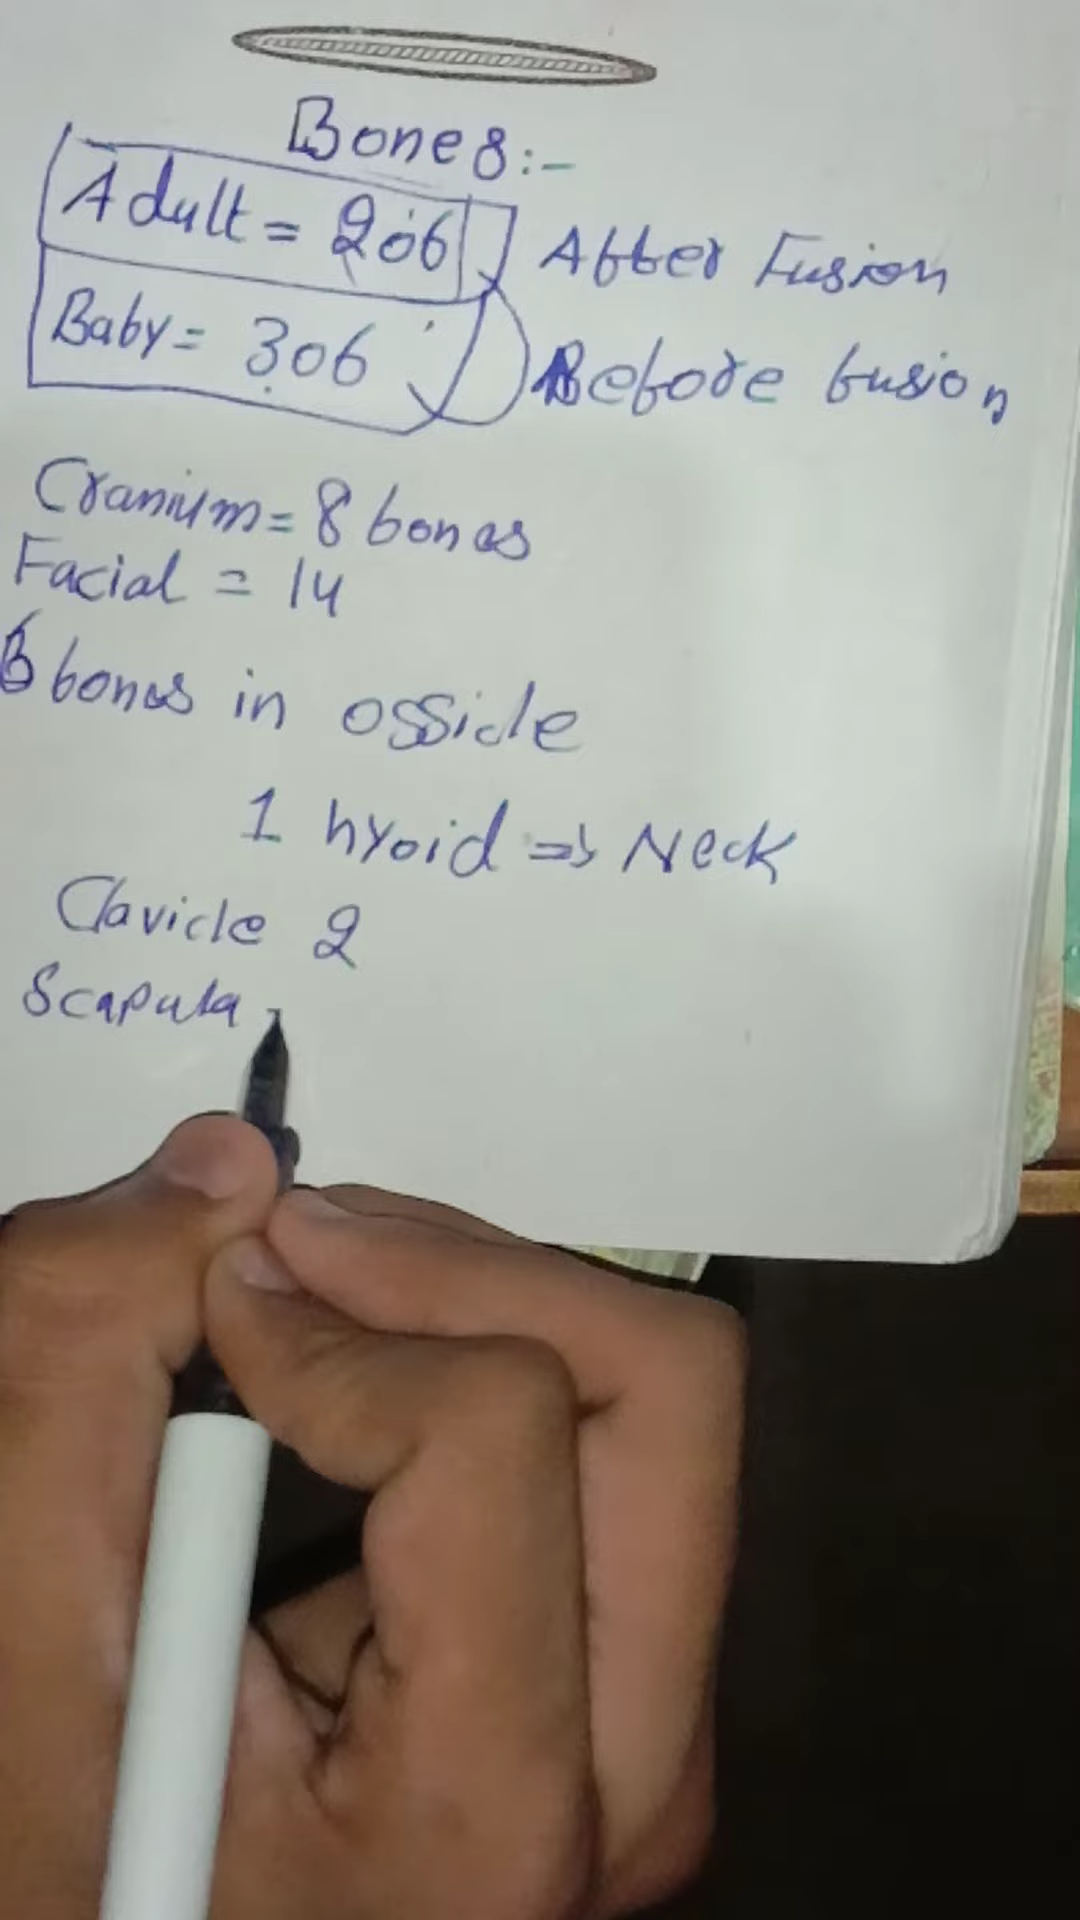 Bones:-
Adult = 206 After Fusion
Baby = 306 Before fusion
Cranium = 8 bones
Facial = 14
6 bones in ossicle
1 hyoid => Neck
Clavicle 2
Scapula